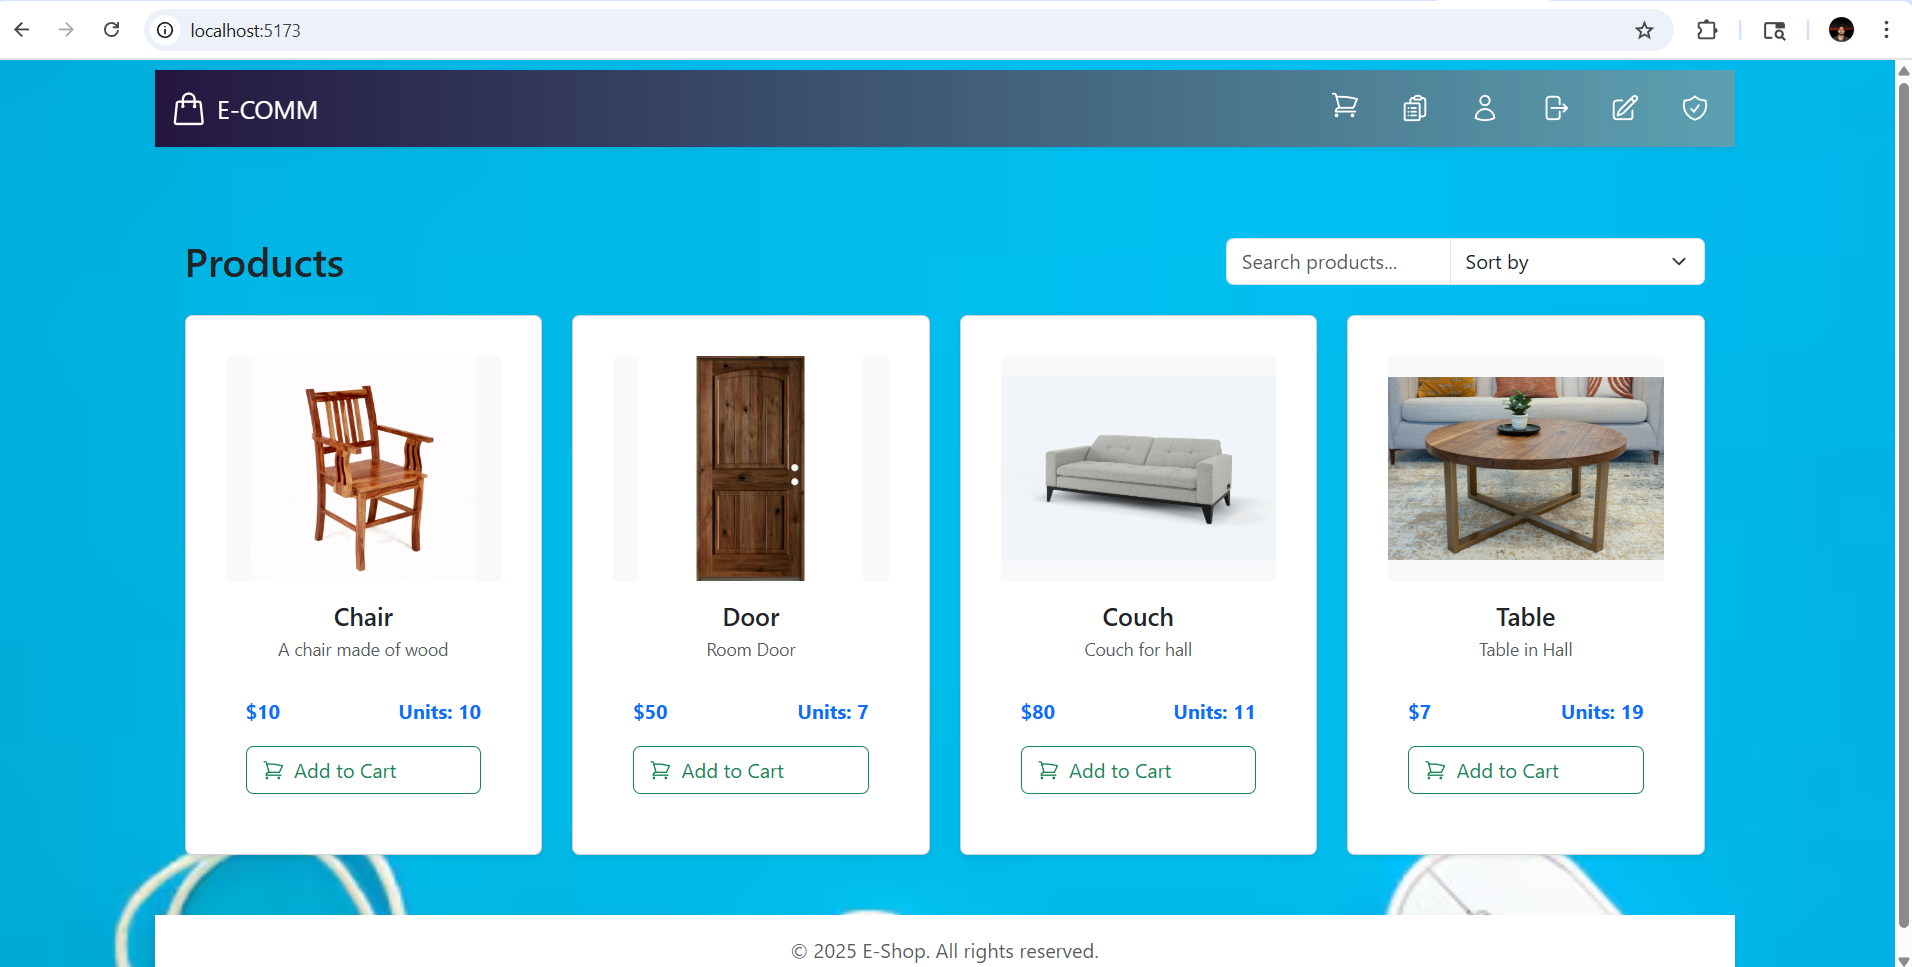 localhost:5173
E-COMM
Products
Search products...
Sort by
Chair
A chair made of wood
$10
Units: 10
Add to Cart
Door
Room Door
$50
Units: 7
Add to Cart
Couch
Couch for hall
$80
Units: 11
Add to Cart
Table
Table in Hall
$7
Units: 19
Add to Cart
© 2025 E-Shop. All rights reserved.